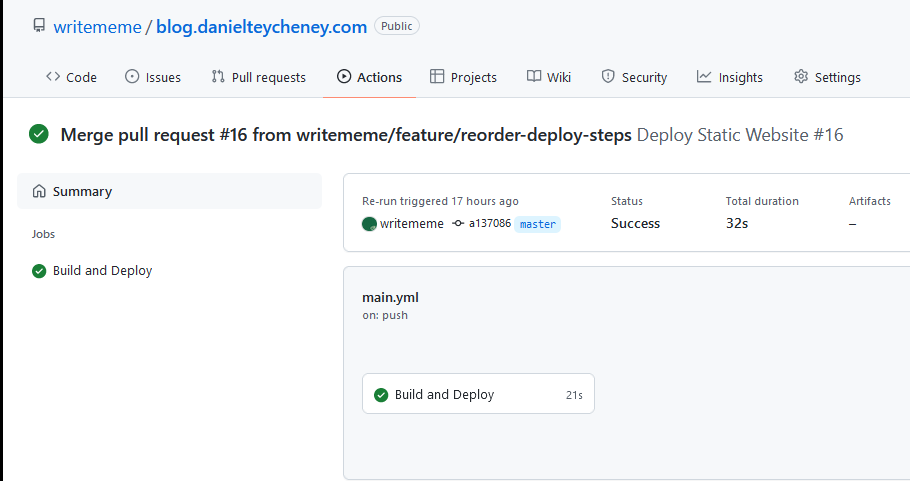 writememe / blog.danielteycheney.com Public
Code Issues Pull requests Actions Projects Wiki Security Insights Settings
Merge pull request #16 from writememe/feature/reorder-deploy-steps Deploy Static Website #16
Summary
Jobs
Build and Deploy
Re-run triggered 17 hours ago Status Total duration Artifacts
writememe a137086 master Success 32s –
main.yml
on: push
Build and Deploy 21s